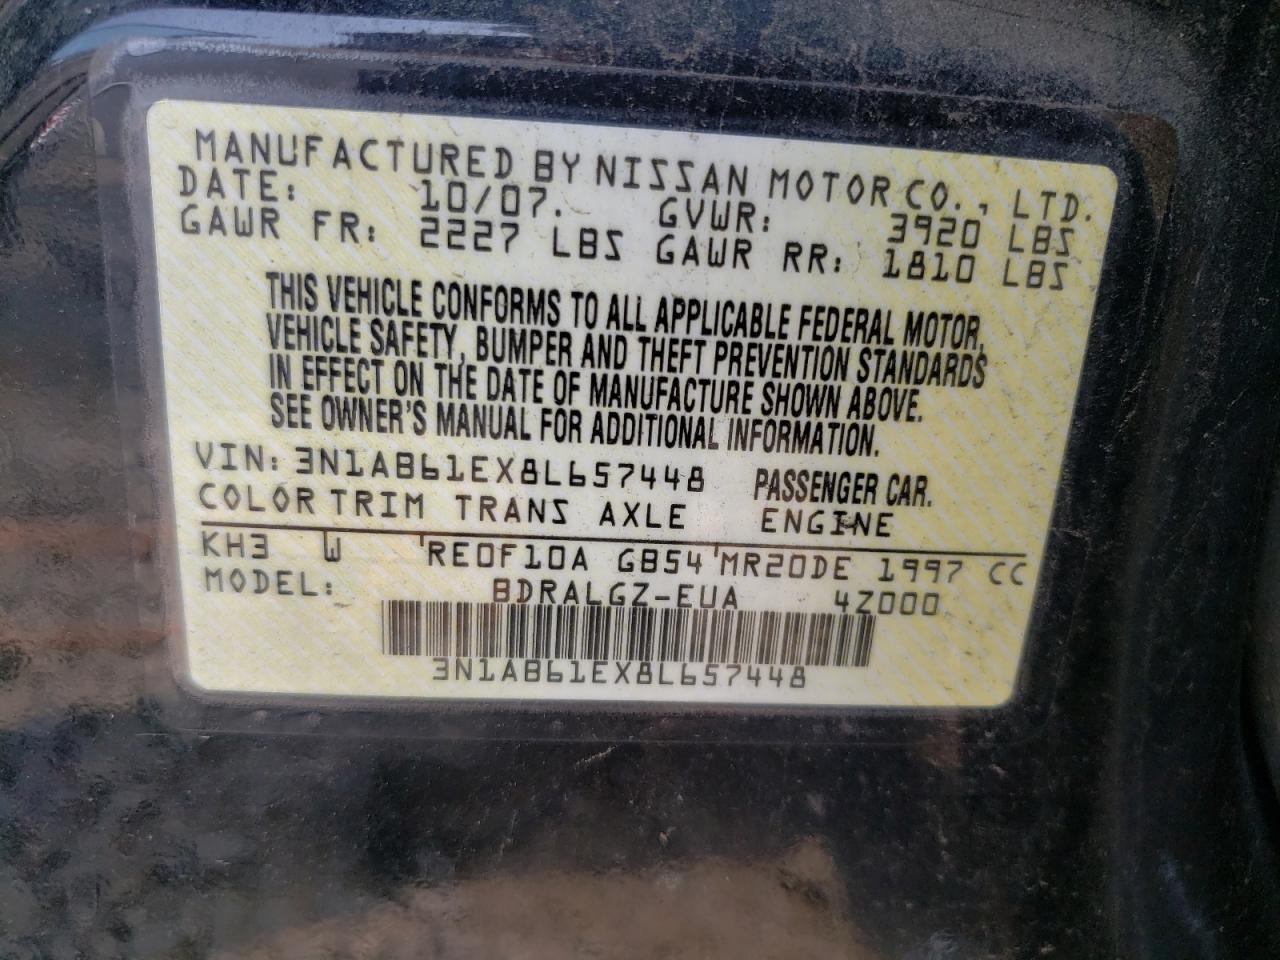 MANUFACTURED BY NISSAN MOTOR CO., LTD.
DATE: 10/07. GVWR: 3920 LBS
GAWR FR: 2227 LBS GAWR RR: 1810 LBS
THIS VEHICLE CONFORMS TO ALL APPLICABLE FEDERAL MOTOR
VEHICLE SAFETY, BUMPER AND THEFT PREVENTION STANDARDS
IN EFFECT ON THE DATE OF MANUFACTURE SHOWN ABOVE.
SEE OWNER'S MANUAL FOR ADDITIONAL INFORMATION.
VIN: 3N1AB61EX8L657448 PASSENGER CAR.
COLOR TRIM TRANS AXLE ENGINE
KH3 W RE0F10A GB54 MR20DE 1997 CC
MODEL: BDRALGZ-EUA 4Z000
3N1AB61EX8L657448